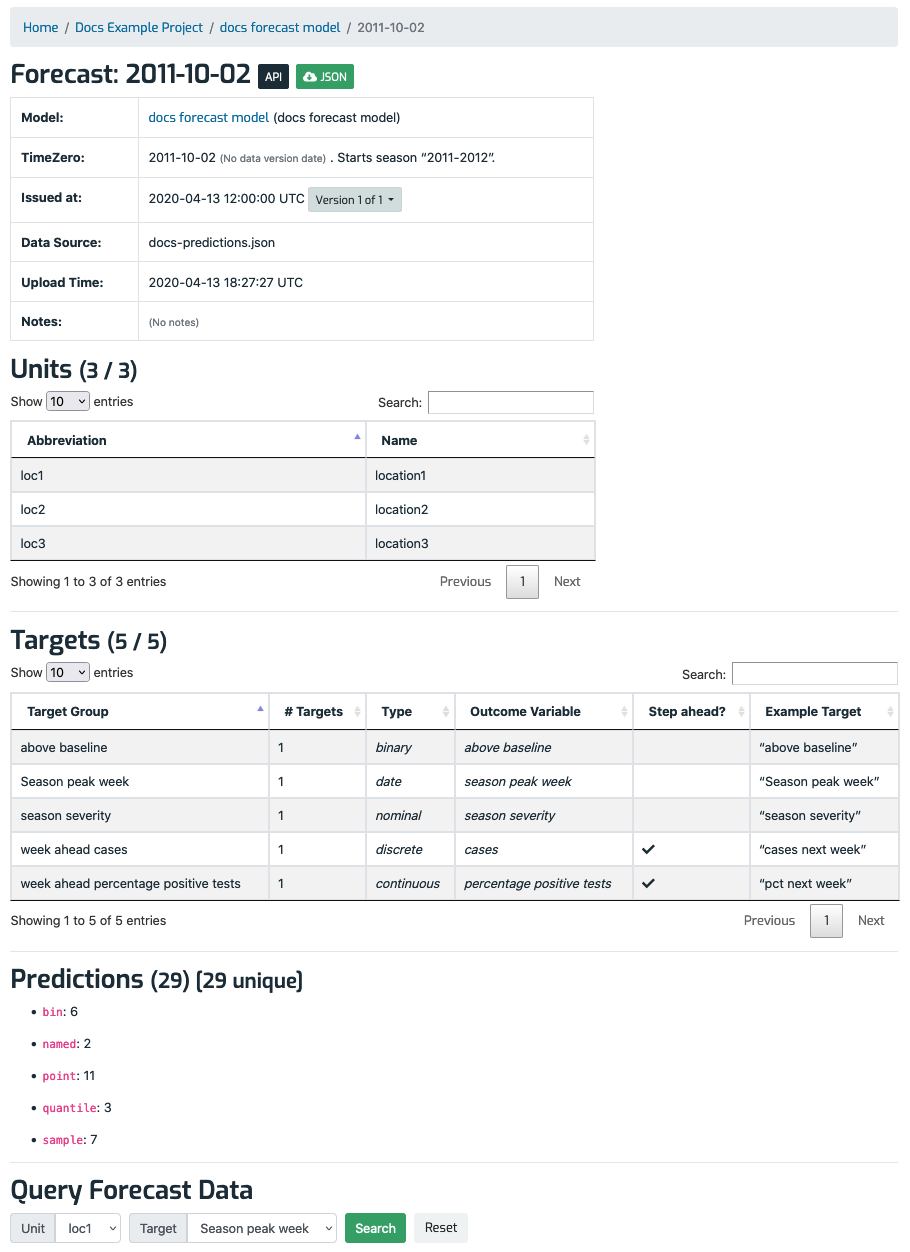 Home / Docs Example Project / docs forecast model / 2011-10-02
Forecast: 2011-10-02 API JSON
Model: docs forecast model (docs forecast model)
TimeZero: 2011-10-02 (No data version date) . Starts season “2011-2012”.
Issued at: 2020-04-13 12:00:00 UTC Version 1 of 1
Data Source: docs-predictions.json
Upload Time: 2020-04-13 18:27:27 UTC
Notes: (No notes)
Units (3 / 3)
Show 10 entries Search:
Abbreviation Name
loc1 location1
loc2 location2
loc3 location3
Showing 1 to 3 of 3 entries Previous 1 Next
Targets (5 / 5)
Show 10 entries Search:
Target Group # Targets Type Outcome Variable Step ahead? Example Target
above baseline 1 binary above baseline “above baseline”
Season peak week 1 date season peak week “Season peak week”
season severity 1 nominal season severity “season severity”
week ahead cases 1 discrete cases ✓ “cases next week”
week ahead percentage positive tests 1 continuous percentage positive tests ✓ “pct next week”
Showing 1 to 5 of 5 entries Previous 1 Next
Predictions (29) [29 unique]
• bin: 6
• named: 2
• point: 11
• quantile: 3
• sample: 7
Query Forecast Data
Unit loc1 Target Season peak week Search Reset